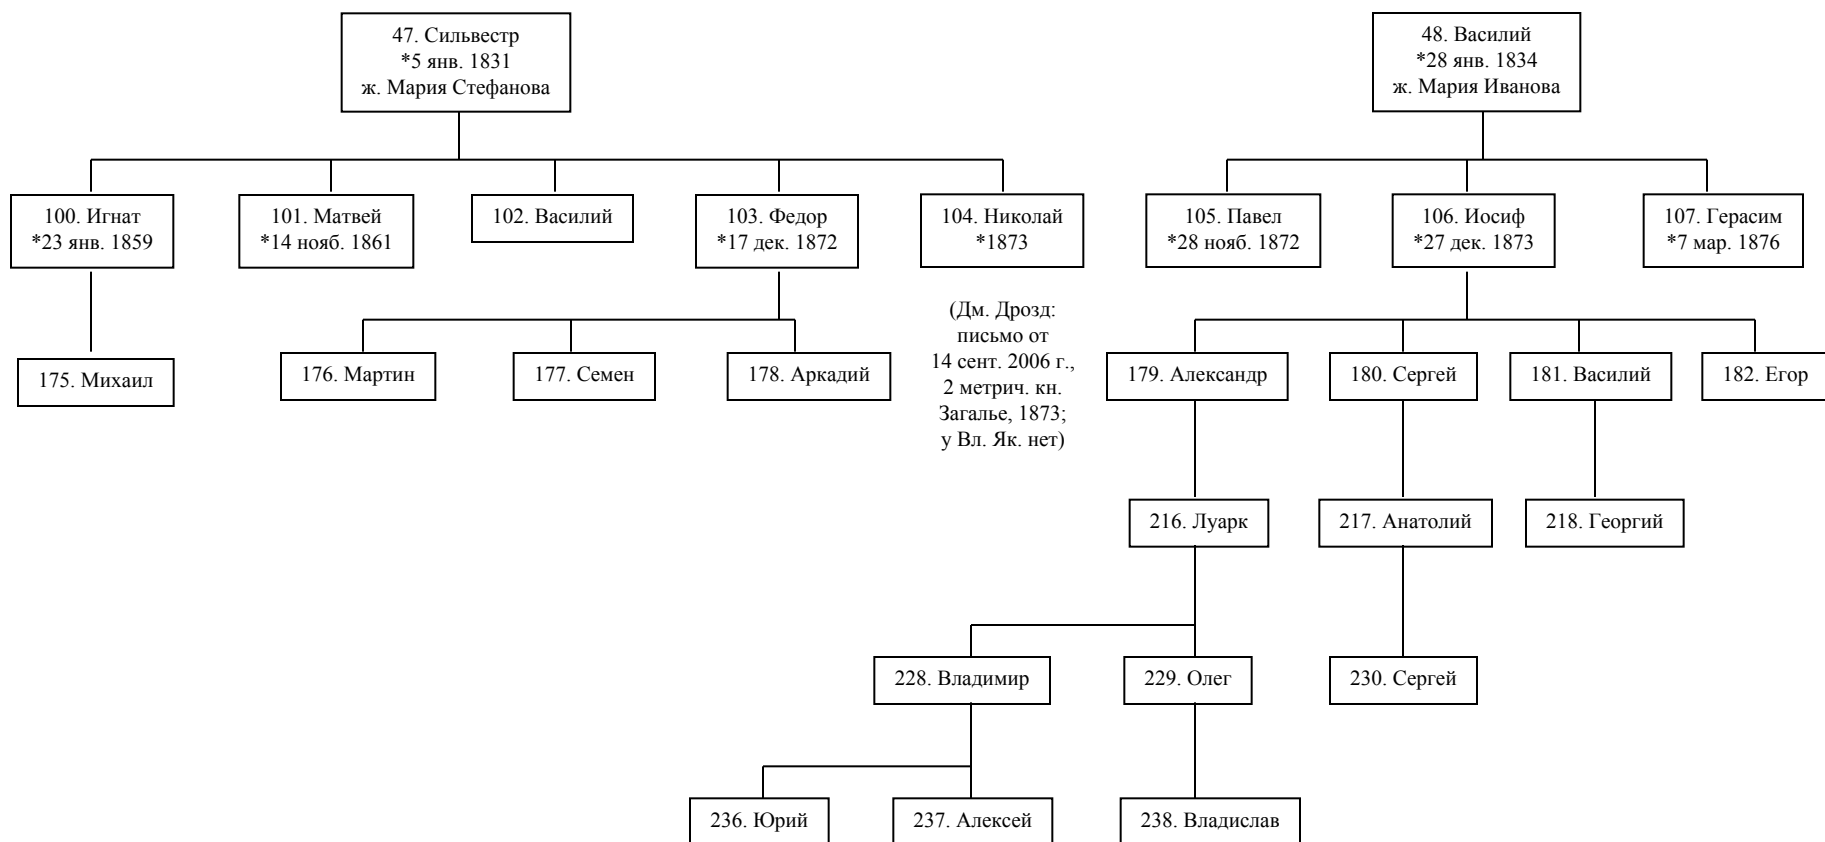 47. Сильвестр
*5 янв. 1831
ж. Мария Стефанова
48. Василий
*28 янв. 1834
ж. Мария Иванова
100. Игнат
*23 янв. 1859
101. Матвей
*14 нояб. 1861
102. Василий
103. Федор
*17 дек. 1872
104. Николай
*1873
105. Павел
*28 нояб. 1872
106. Иосиф
*27 дек. 1873
107. Герасим
*7 мар. 1876
(Дм. Дрозд:
письмо от
14 сент. 2006 г.,
2 метрич. кн.
Загалье, 1873;
у Вл. Як. нет)
175. Михаил
176. Мартин
177. Семен
178. Аркадий
179. Александр
180. Сергей
181. Василий
182. Егор
216. Луарк
217. Анатолий
218. Георгий
228. Владимир
229. Олег
230. Сергей
236. Юрий
237. Алексей
238. Владислав